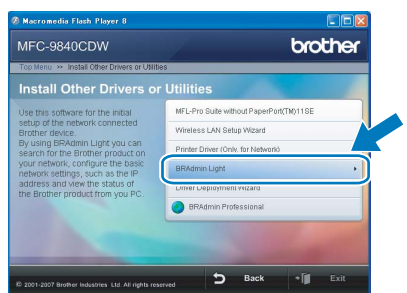 Macromedia Flash Player 8
MFC-9840CDW
brother
Top Menu >> Install Other Drivers or Utilities
Install Other Drivers or Utilities
Use this software for the initial
setup of the network connected
Brother device.
By using BRAdmin Light you can
search for the Brother product on
your network, configure the basic
network settings, such as the IP
address and view the status of
the Brother product from you PC.
MFL-Pro Suite without PaperPort(TM)11SE
Wireless LAN Setup Wizard
Printer Driver (Only, for Network)
BRAdmin Light
Driver Deployment Wizard
BRAdmin Professional
© 2001-2007 Brother Industries Ltd. All rights reserved
Back
Exit